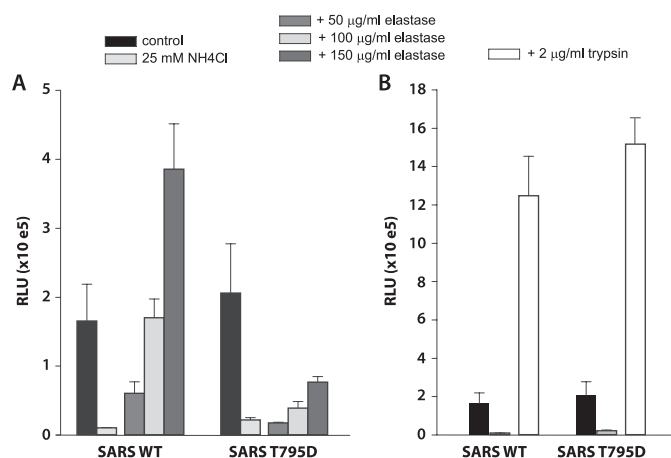 control
25 mM NH4Cl
+ 50 µg/ml elastase
+ 100 µg/ml elastase
+ 150 µg/ml elastase
+ 2 µg/ml trypsin
A
5
4
3
2
1
0
RLU (x10 e5)
SARS WT
SARS T795D
B
18
16
14
12
10
8
6
4
2
0
RLU (x10 e5)
SARS WT
SARS T795D